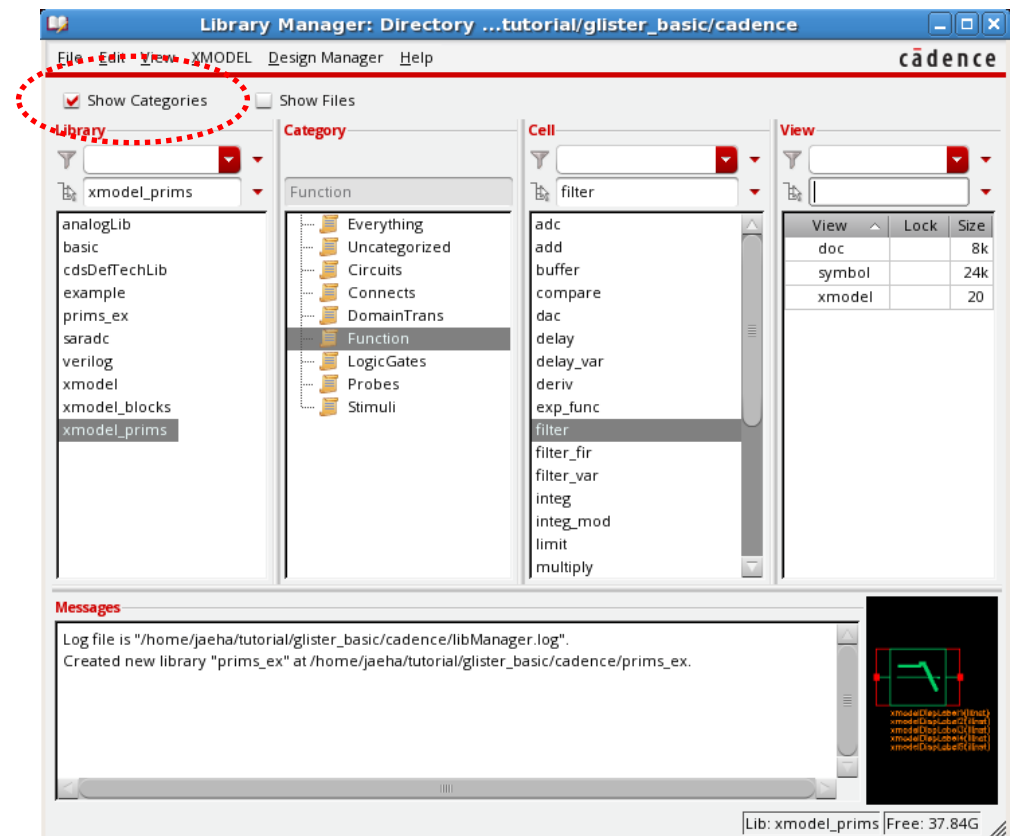 Library Manager: Directory ...tutorial/glister_basic/cadence
File Edit View XMODEL Design Manager Help
cādence
Show Categories Show Files
Library Category Cell View
xmodel_prims Function filter
analogLib
basic
cdsDefTechLib
example
prims_ex
saradc
verilog
xmodel
xmodel_blocks
xmodel_prims
Everything
Uncategorized
Circuits
Connects
DomainTrans
Function
LogicGates
Probes
Stimuli
adc
add
buffer
compare
dac
delay
delay_var
deriv
exp_func
filter
filter_fir
filter_var
integ
integ_mod
limit
multiply
View Lock Size
doc 8k
symbol 24k
xmodel 20
Messages
Log file is "/home/jaeha/tutorial/glister_basic/cadence/libManager.log".
Created new library "prims_ex" at /home/jaeha/tutorial/glister_basic/cadence/prims_ex.
Lib: xmodel_prims Free: 37.84G